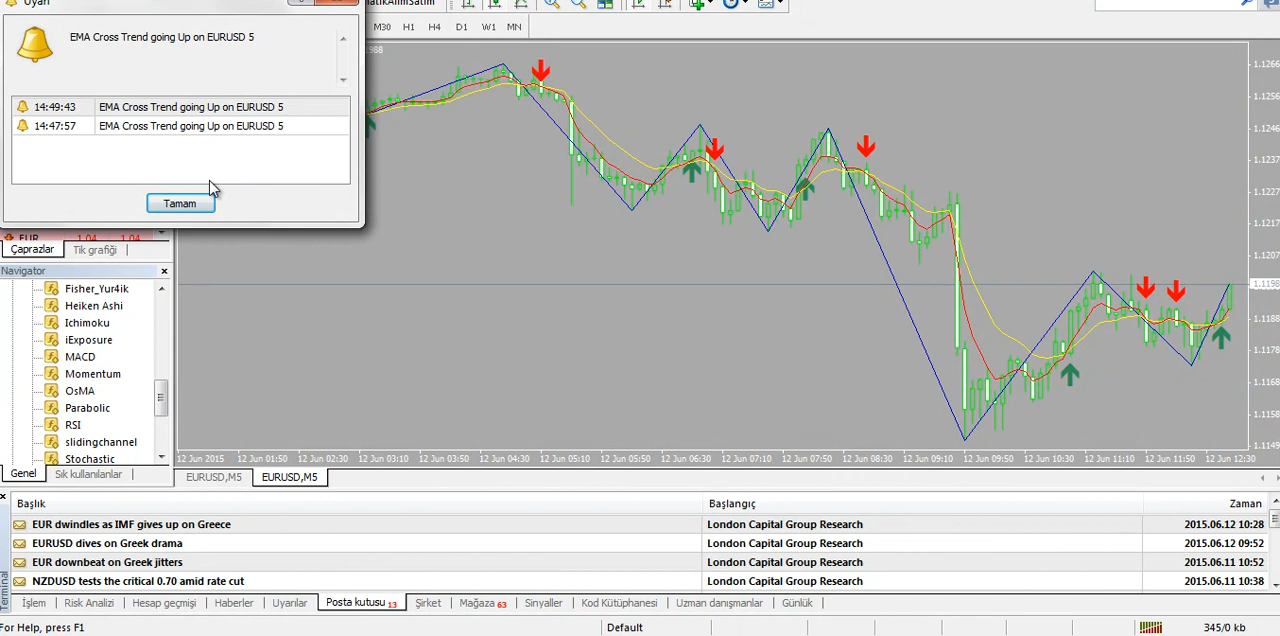 Uyarı
EMA Cross Trend going Up on EURUSD 5
14:49:43 EMA Cross Trend going Up on EURUSD 5
14:47:57 EMA Cross Trend going Up on EURUSD 5
Tamam
M30 H1 H4 D1 W1 MN
1.1266
1.1256
1.1246
1.1237
1.1227
1.1217
1.1207
1.1198
1.1188
1.1178
1.1168
1.1158
1.1149
EUR 1.04 1.04
Çaprazlar Tik grafiği
Navigator
Fisher_Yur4ik
Heiken Ashi
Ichimoku
iExposure
MACD
Momentum
OsMA
Parabolic
RSI
slidingchannel
Stochastic
Genel Sık kullanılanlar
12 Jun 2015 12 Jun 01:50 12 Jun 02:30 12 Jun 03:10 12 Jun 03:50 12 Jun 04:30 12 Jun 05:10 12 Jun 05:50 12 Jun 06:30 12 Jun 07:10 12 Jun 07:50 12 Jun 08:30 12 Jun 09:10 12 Jun 09:50 12 Jun 10:30 12 Jun 11:10 12 Jun 11:50 12 Jun 12:30
EURUSD,M5 EURUSD,M5
Başlık Başlangıç Zaman
EUR dwindles as IMF gives up on Greece London Capital Group Research 2015.06.12 10:28
EURUSD dives on Greek drama London Capital Group Research 2015.06.12 09:52
EUR downbeat on Greek jitters London Capital Group Research 2015.06.11 10:52
NZDUSD tests the critical 0.70 amid rate cut London Capital Group Research 2015.06.11 10:38
Terminal
İşlem Risk Analizi Hesap geçmişi Haberler Uyarılar Posta kutusu 13 Şirket Mağaza 63 Sinyaller Kod Kütüphanesi Uzman danışmanlar Günlük
For Help, press F1 Default 345/0 kb